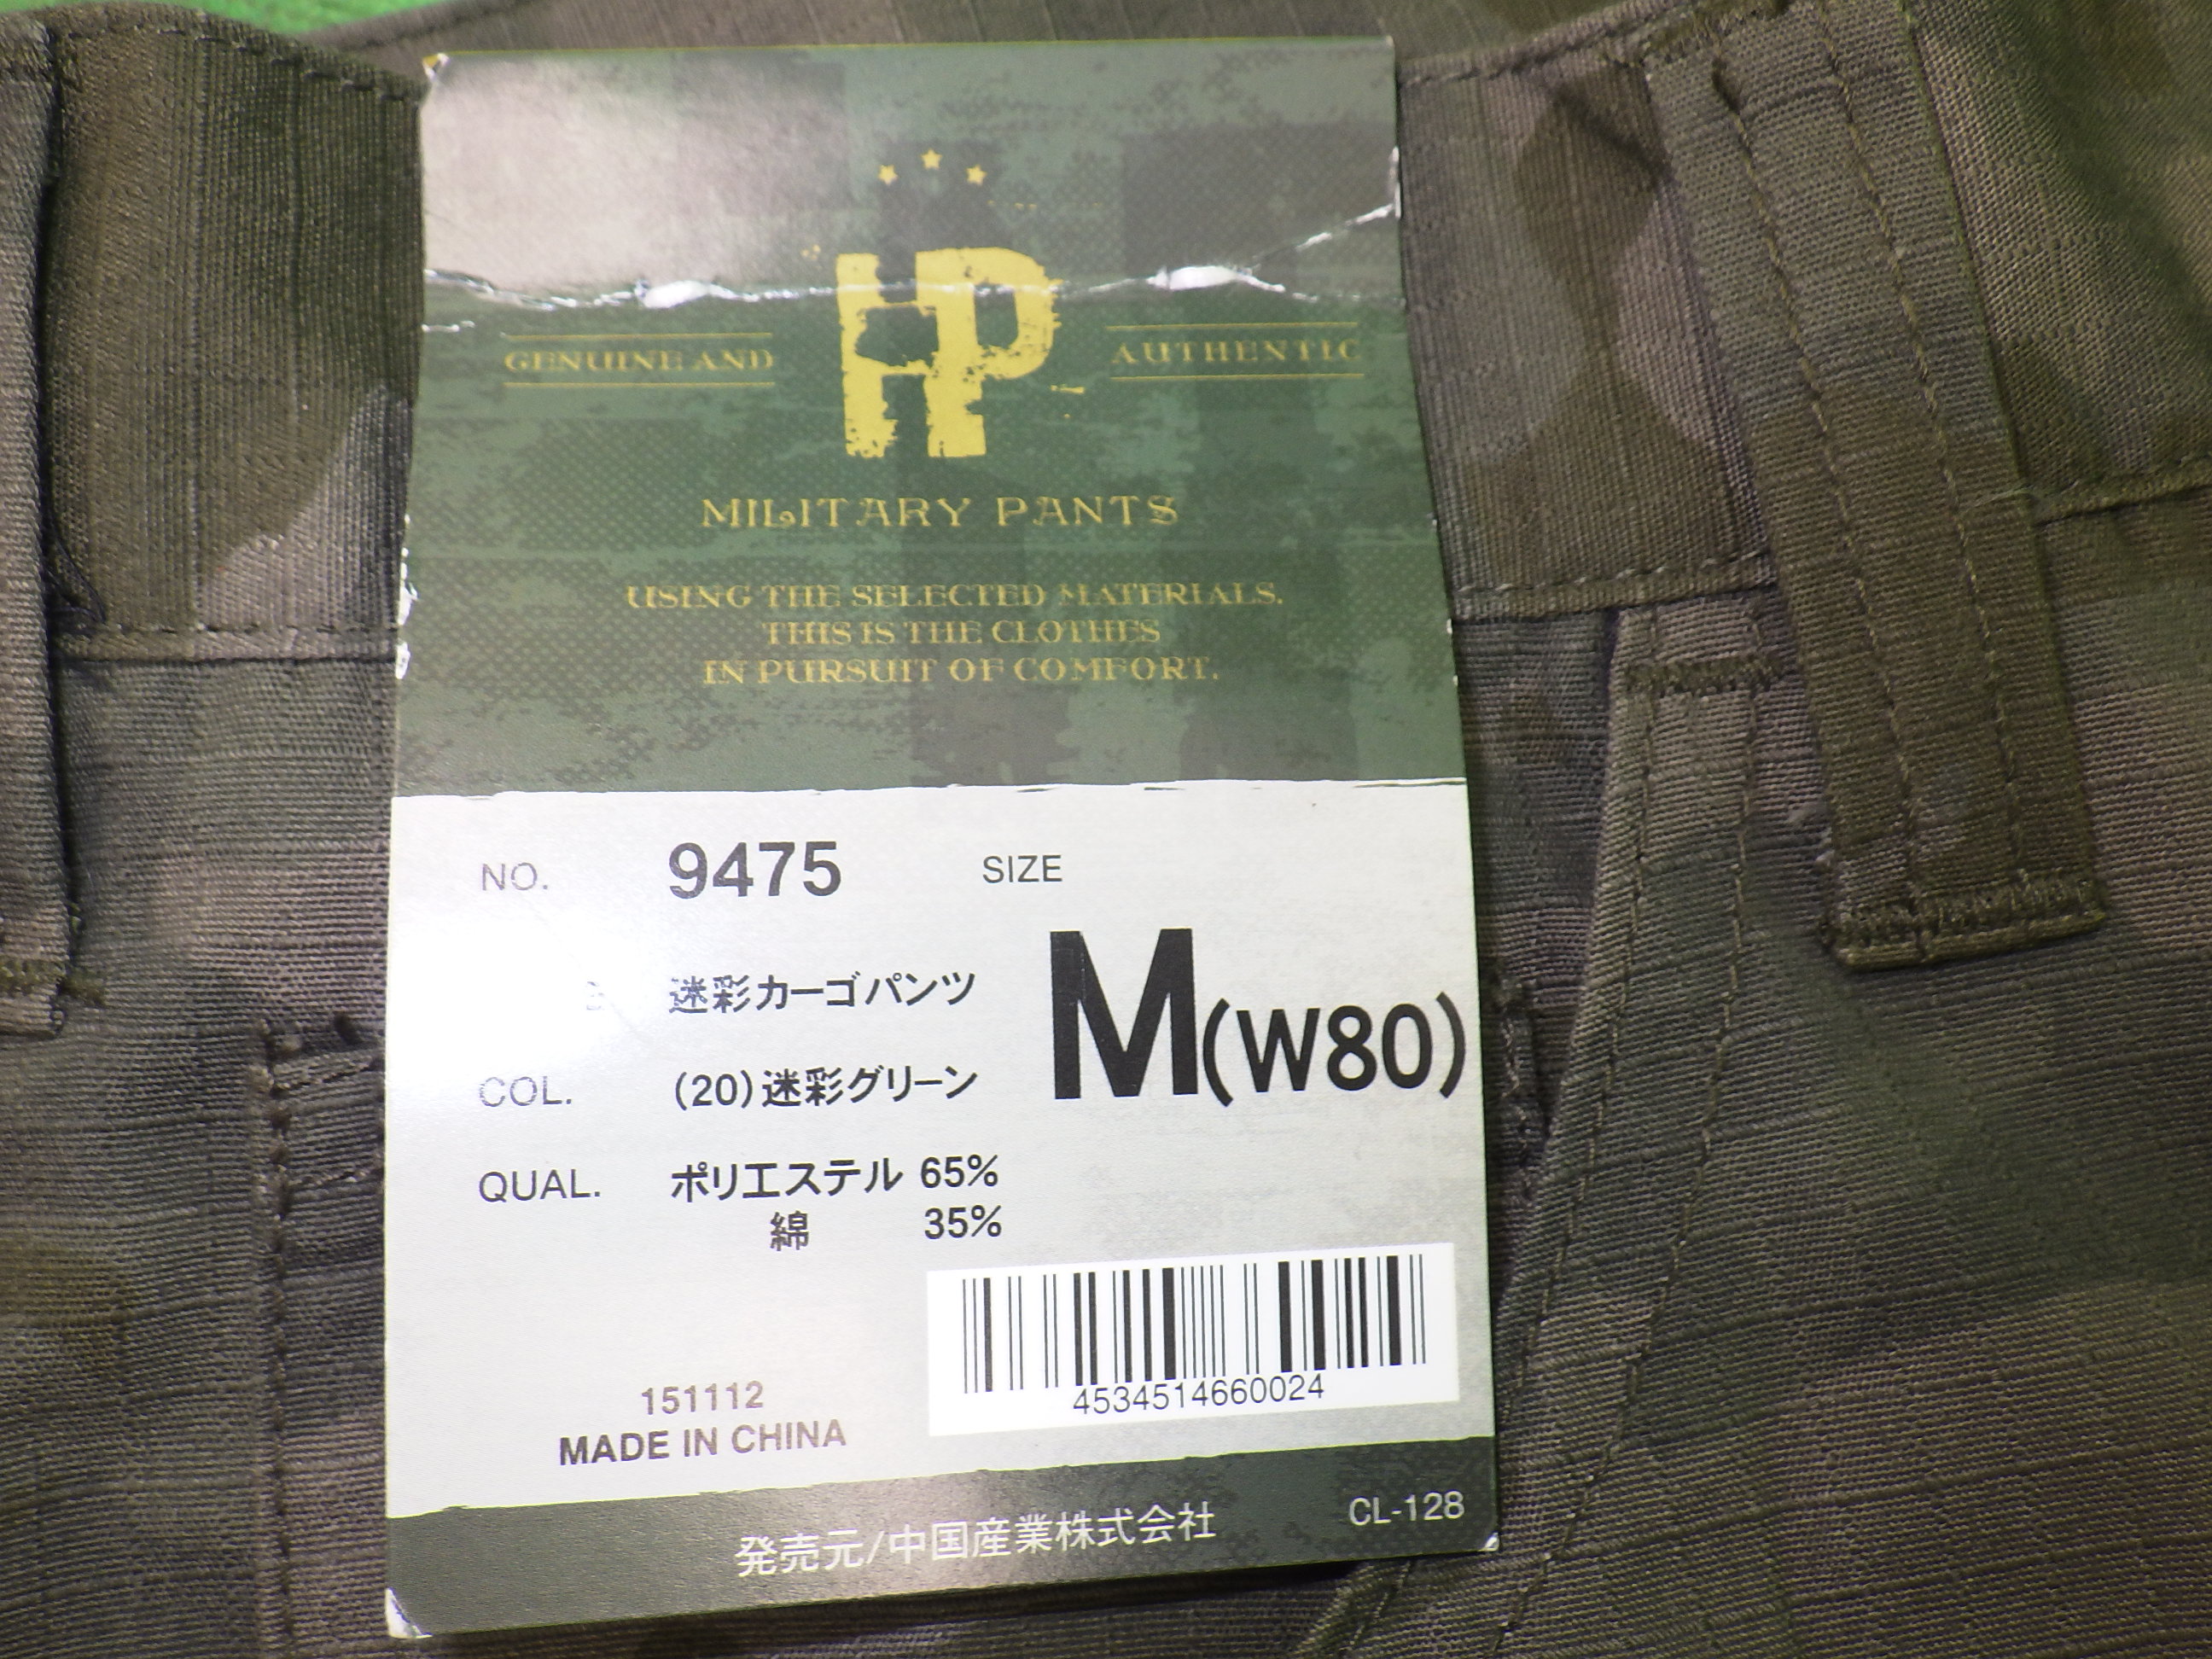 HP
GENUINE AND AUTHENTIC
MILITARY PANTS
USING THE SELECTED MATERIALS.
THIS IS THE CLOTHES
IN PURSUIT OF COMFORT.
NO. 9475 SIZE
迷彩カーゴパンツ
M(W80)
COL. (20)迷彩グリーン
QUAL. ポリエステル 65%
綿 35%
4534514660024
151112
MADE IN CHINA
発売元/中国産業株式会社 CL-128